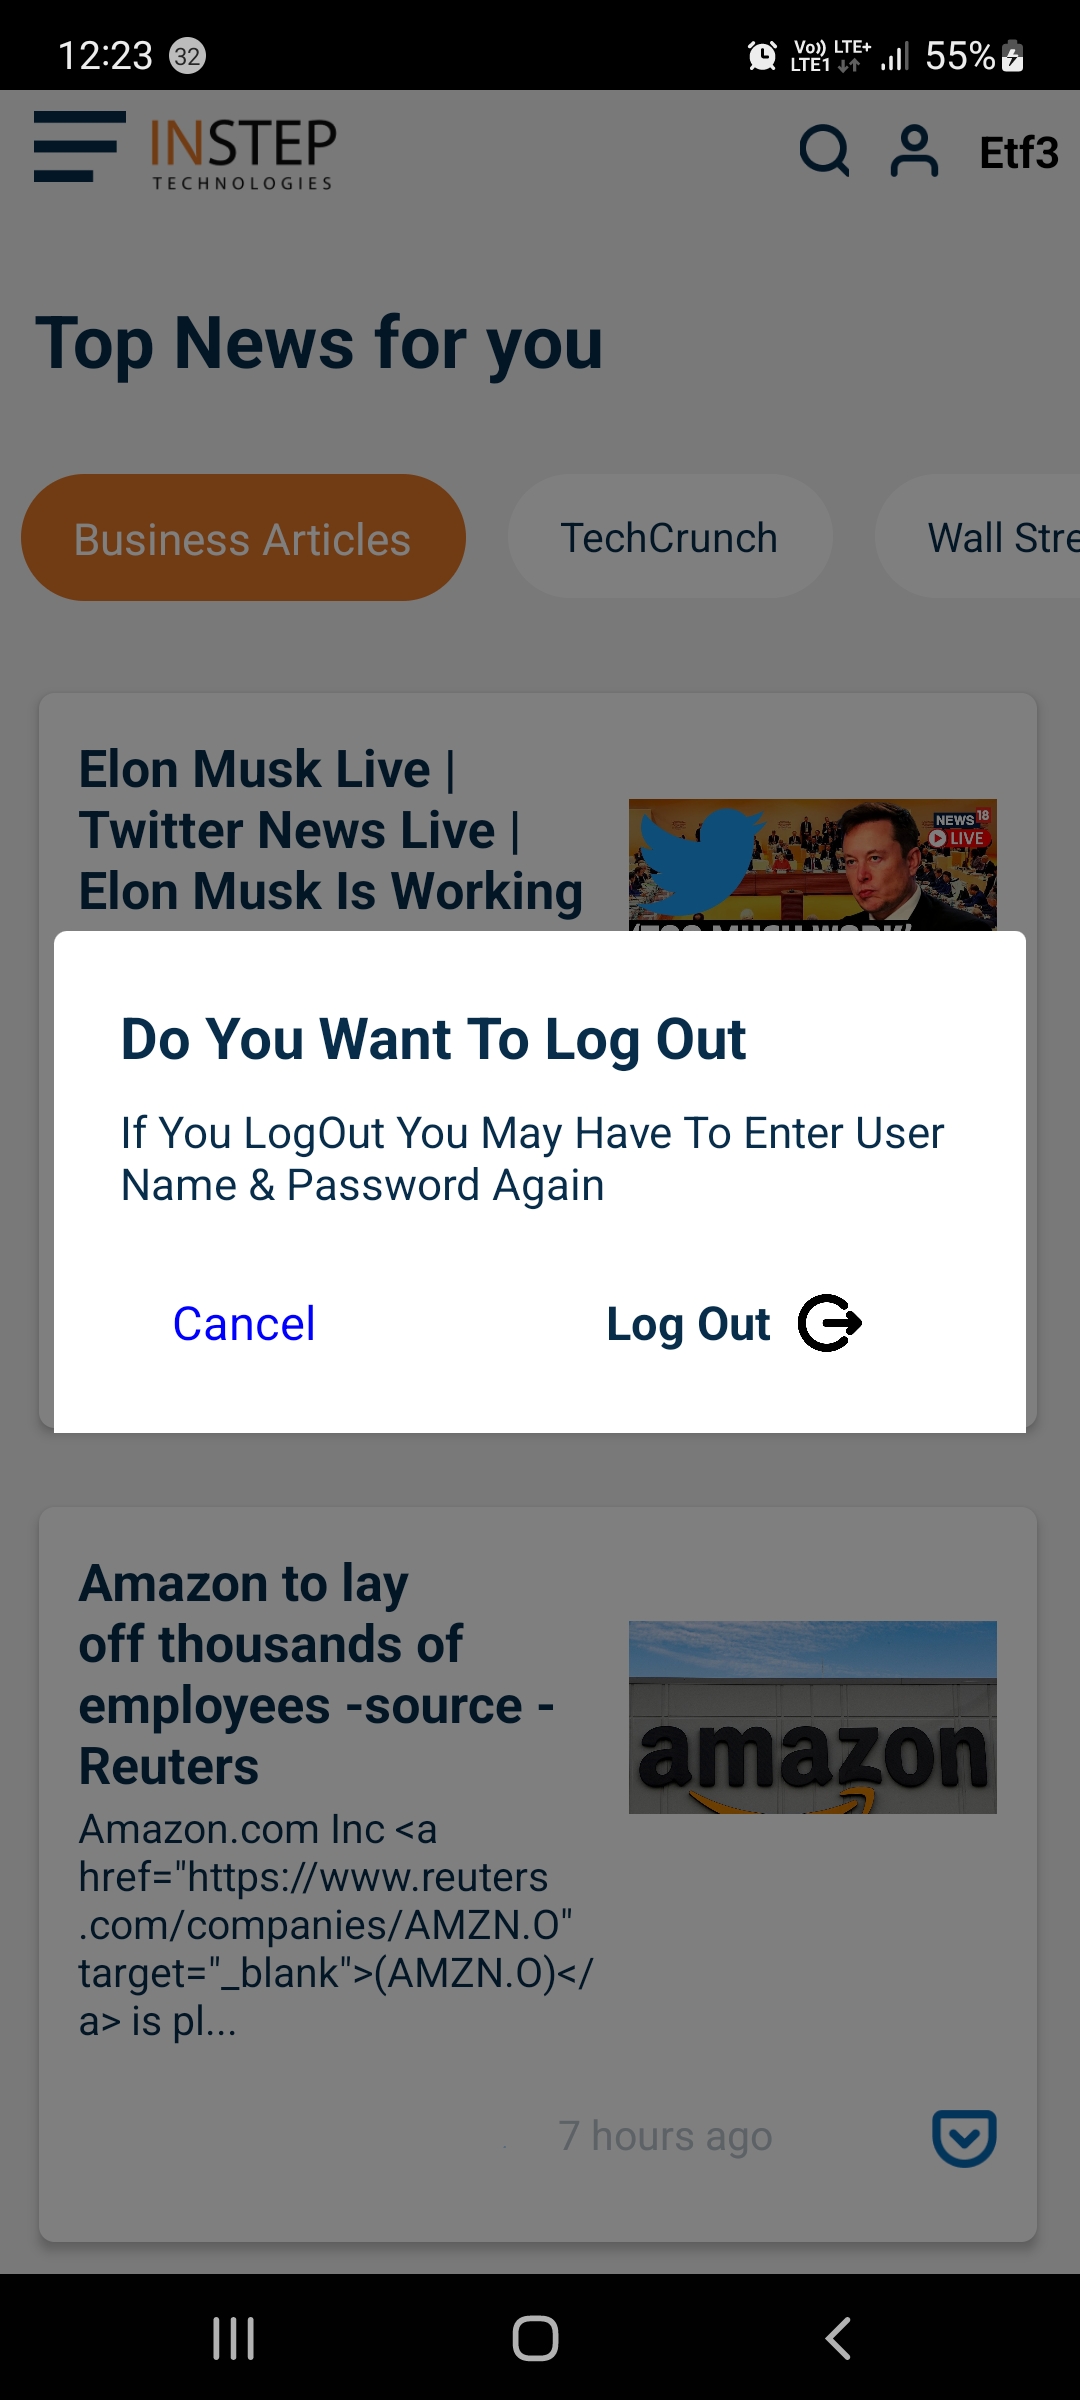 12:23 32 Vo)) LTE+ LTE1 55%
INSTEP
TECHNOLOGIES
Etf3
Top News for you
Business Articles TechCrunch Wall Stre
Elon Musk Live |
Twitter News Live |
Elon Musk Is Working
NEWS 18
LIVE
'TOO MUCH WORK'
Do You Want To Log Out
If You LogOut You May Have To Enter User
Name & Password Again
Cancel Log Out
Amazon to lay
off thousands of
employees -source -
Reuters
amazon
Amazon.com Inc <a
href="https://www.reuters
.com/companies/AMZN.O"
target="_blank">(AMZN.O)</
a> is pl...
7 hours ago